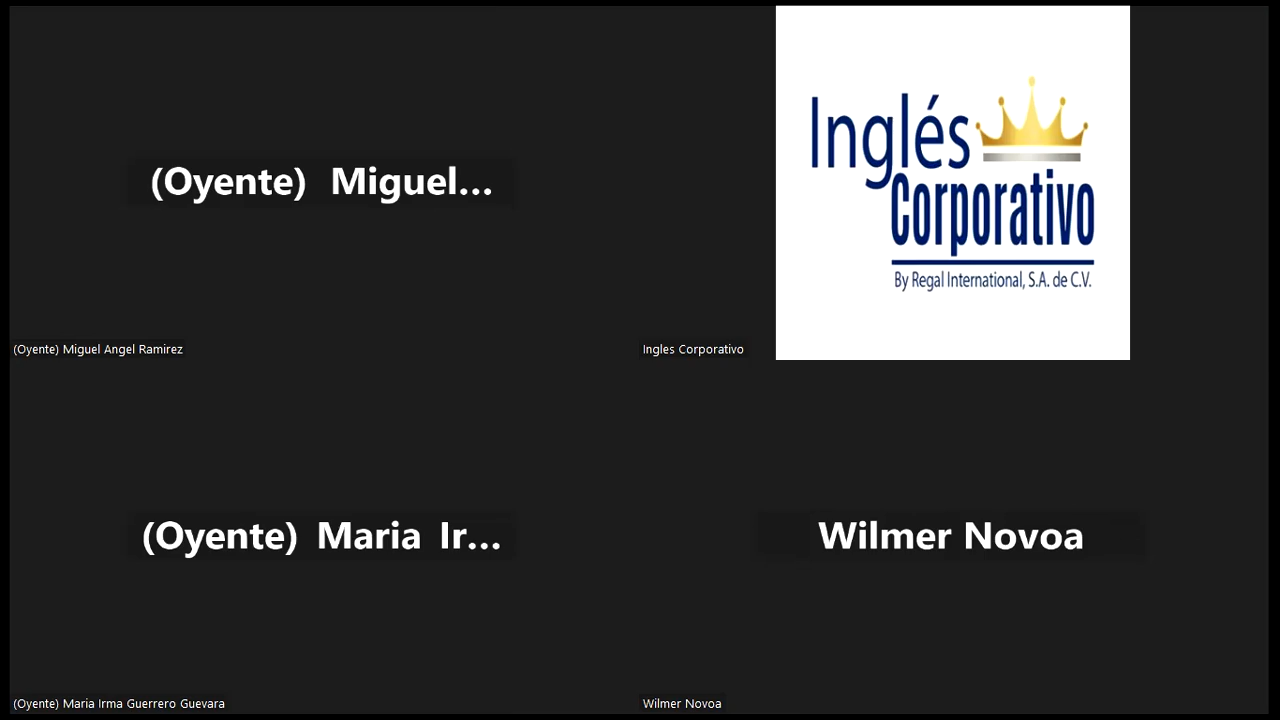 (Oyente) Miguel...
(Oyente) Miguel Angel Ramirez
Inglés
Corporativo
By Regal International, S.A. de C.V.
Ingles Corporativo
(Oyente) Maria Ir...
(Oyente) Maria Irma Guerrero Guevara
Wilmer Novoa
Wilmer Novoa